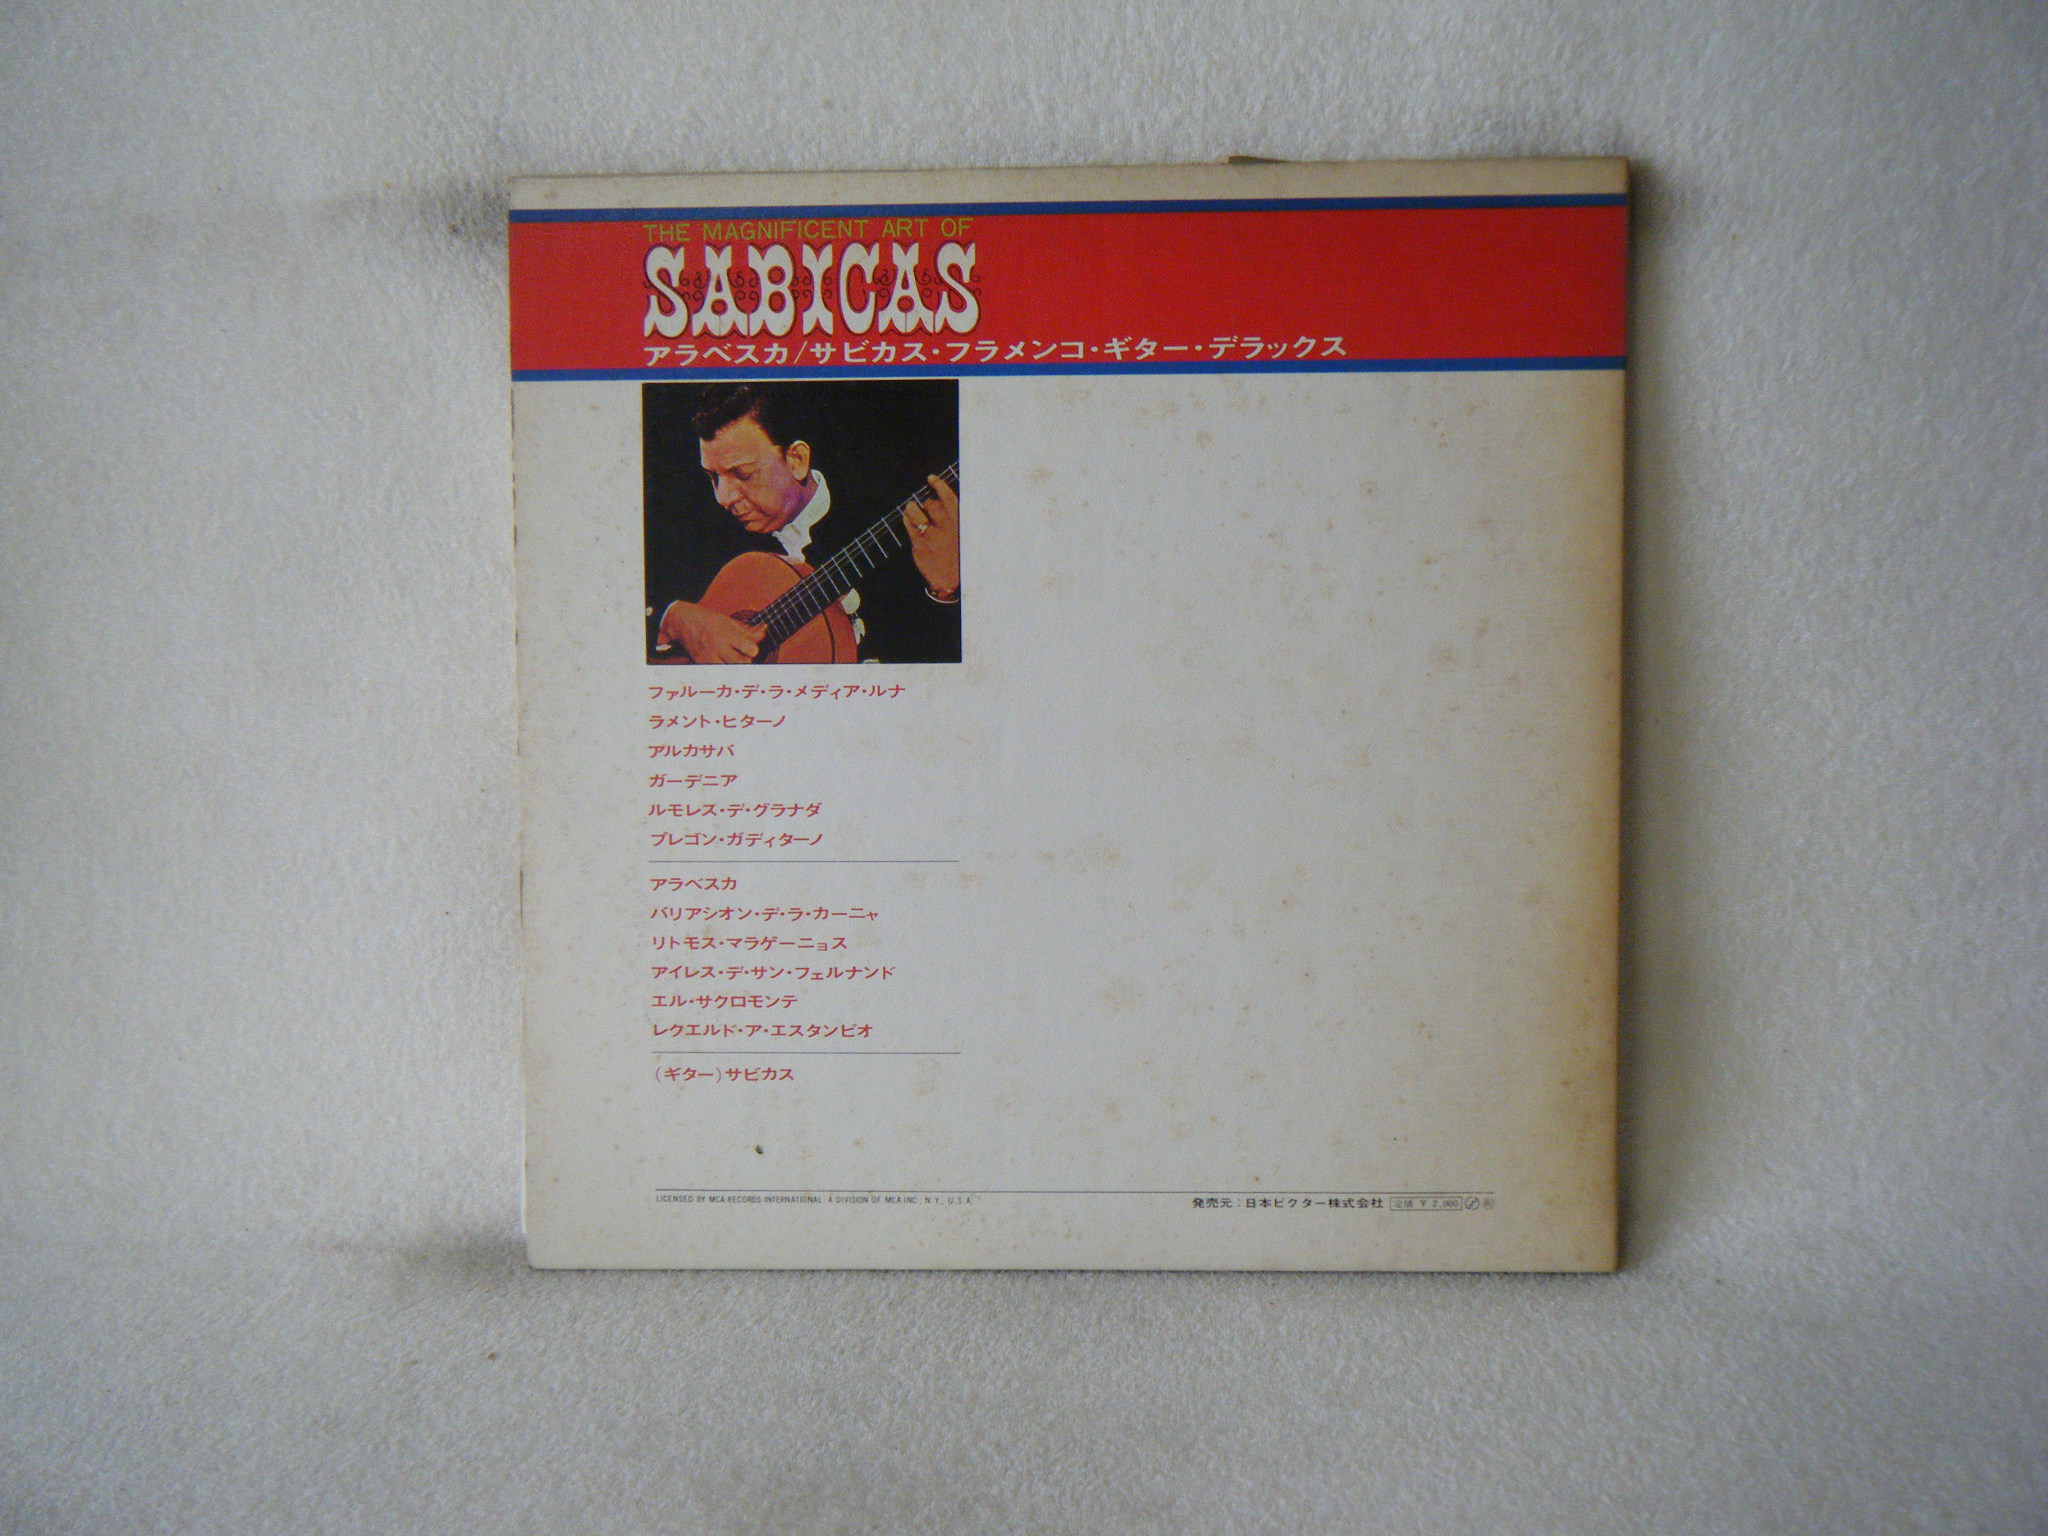 THE MAGNIFICENT ART OF
SABICAS
アラベスカ/サビカス・フラメンコ・ギター・デラックス
ファルーカ・デ・ラ・メディア・ルナ
ラメント・ヒターノ
アルカサバ
ガーデニア
ルモレス・デ・グラナダ
プレゴン・ガディターノ
アラベスカ
バリアシオン・デ・ラ・カーニャ
リトモス・マラゲーニョス
アイレス・デ・サン・フェルナンド
エル・サクロモンテ
レクエルド・ア・エスタンピオ
(ギター)サビカス
LICENSED BY MCA RECORDS INTERNATIONAL · A DIVISION OF MCA INC., N.Y., U.S.A.
発売元:日本ビクター株式会社 定価 ¥2,000